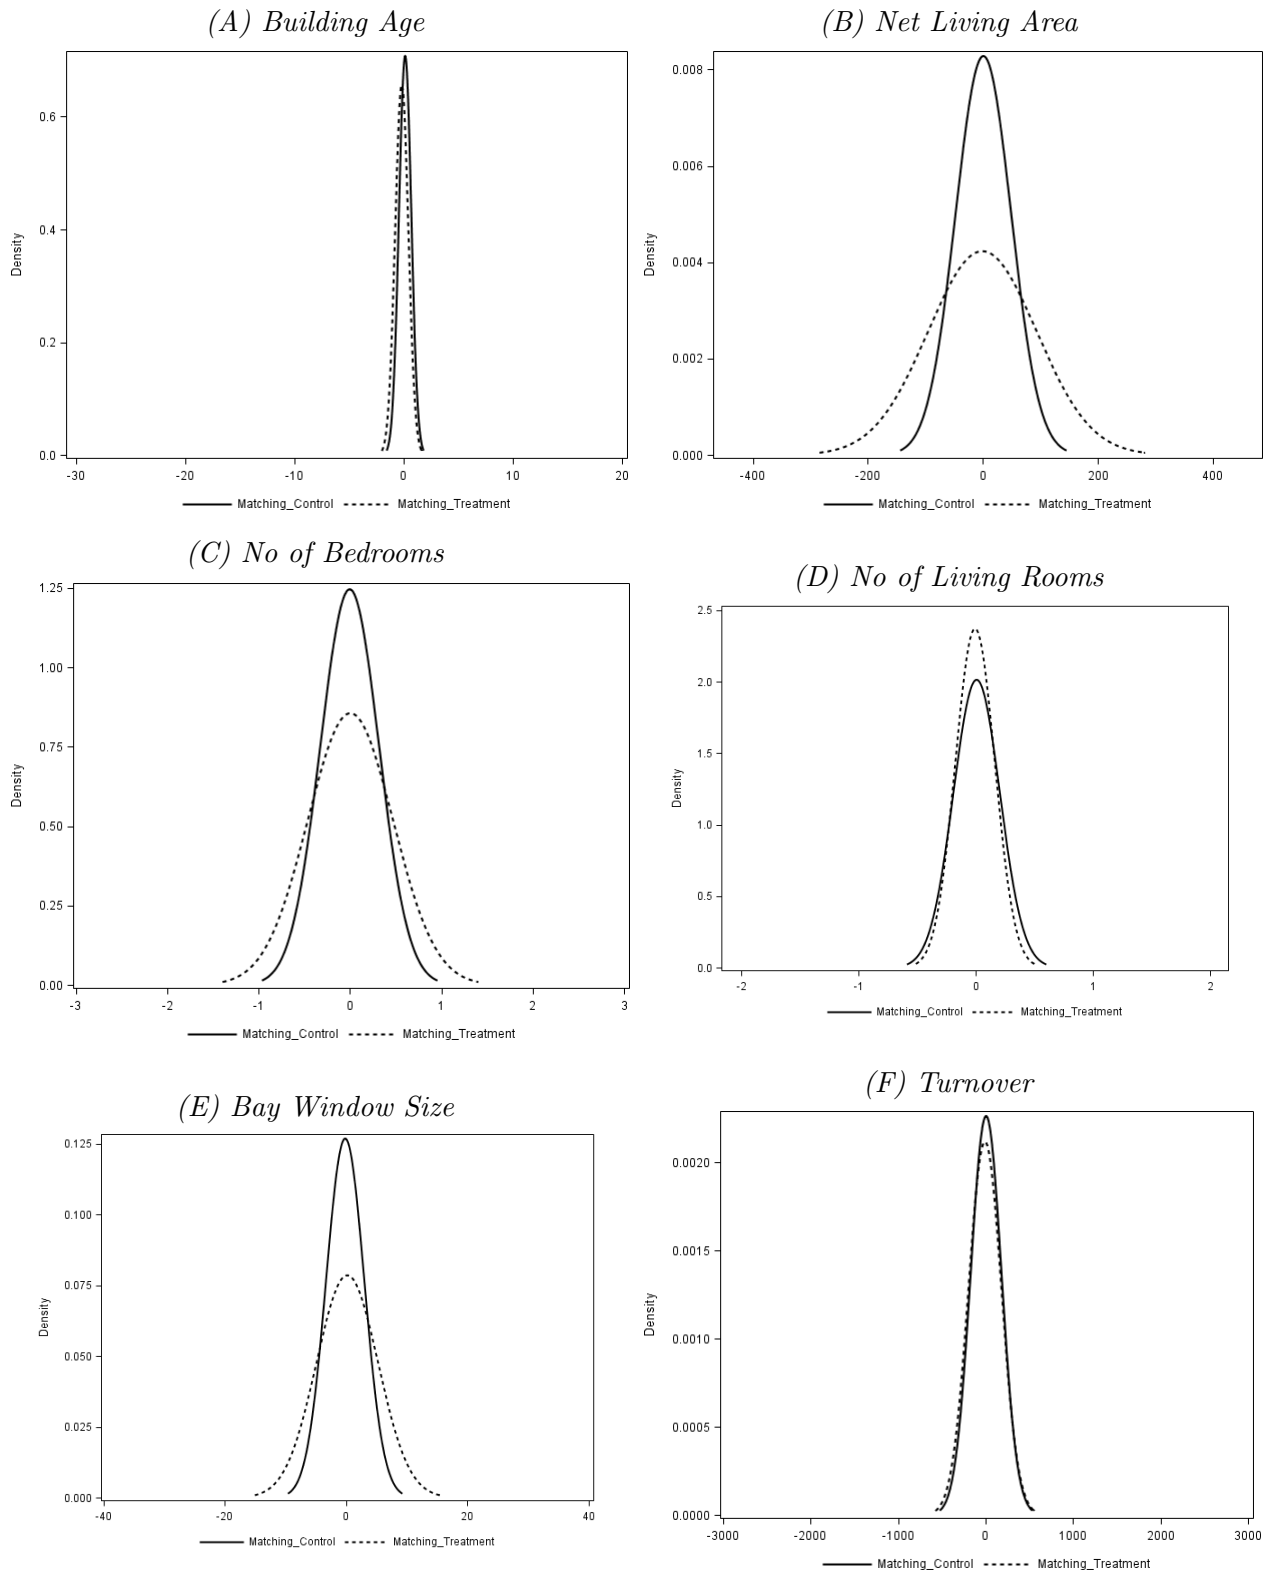 (A) Building Age
0.6
0.4
0.2
0.0
Density
-30 -20 -10 0 10 20
Matching_Control Matching_Treatment
(B) Net Living Area
0.008
0.006
0.004
0.002
0.000
Density
-400 -200 0 200 400
Matching_Control Matching_Treatment
(C) No of Bedrooms
1.25
1.00
0.75
0.50
0.25
0.00
Density
-3 -2 -1 0 1 2 3
Matching_Control Matching_Treatment
(D) No of Living Rooms
2.5
2.0
1.5
1.0
0.5
0.0
Density
-2 -1 0 1 2
Matching_Control Matching_Treatment
(E) Bay Window Size
0.125
0.100
0.075
0.050
0.025
0.000
Density
-40 -20 0 20 40
Matching_Control Matching_Treatment
(F) Turnover
0.0020
0.0015
0.0010
0.0005
0.0000
Density
-3000 -2000 -1000 0 1000 2000 3000
Matching_Control Matching_Treatment